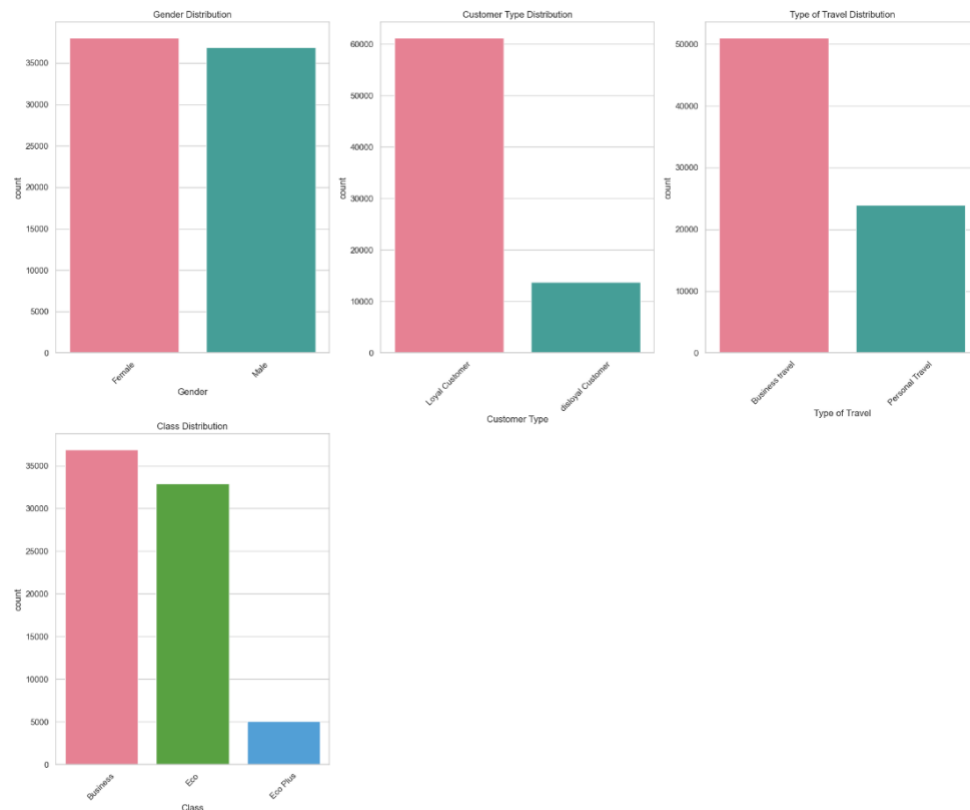 Gender Distribution
count
35000
30000
25000
20000
15000
10000
5000
0
Female
Male
Gender
Customer Type Distribution
count
60000
50000
40000
30000
20000
10000
0
Loyal Customer
disloyal Customer
Customer Type
Type of Travel Distribution
count
50000
40000
30000
20000
10000
0
Business travel
Personal Travel
Type of Travel
Class Distribution
count
35000
30000
25000
20000
15000
10000
5000
0
Business
Eco
Eco Plus
Class